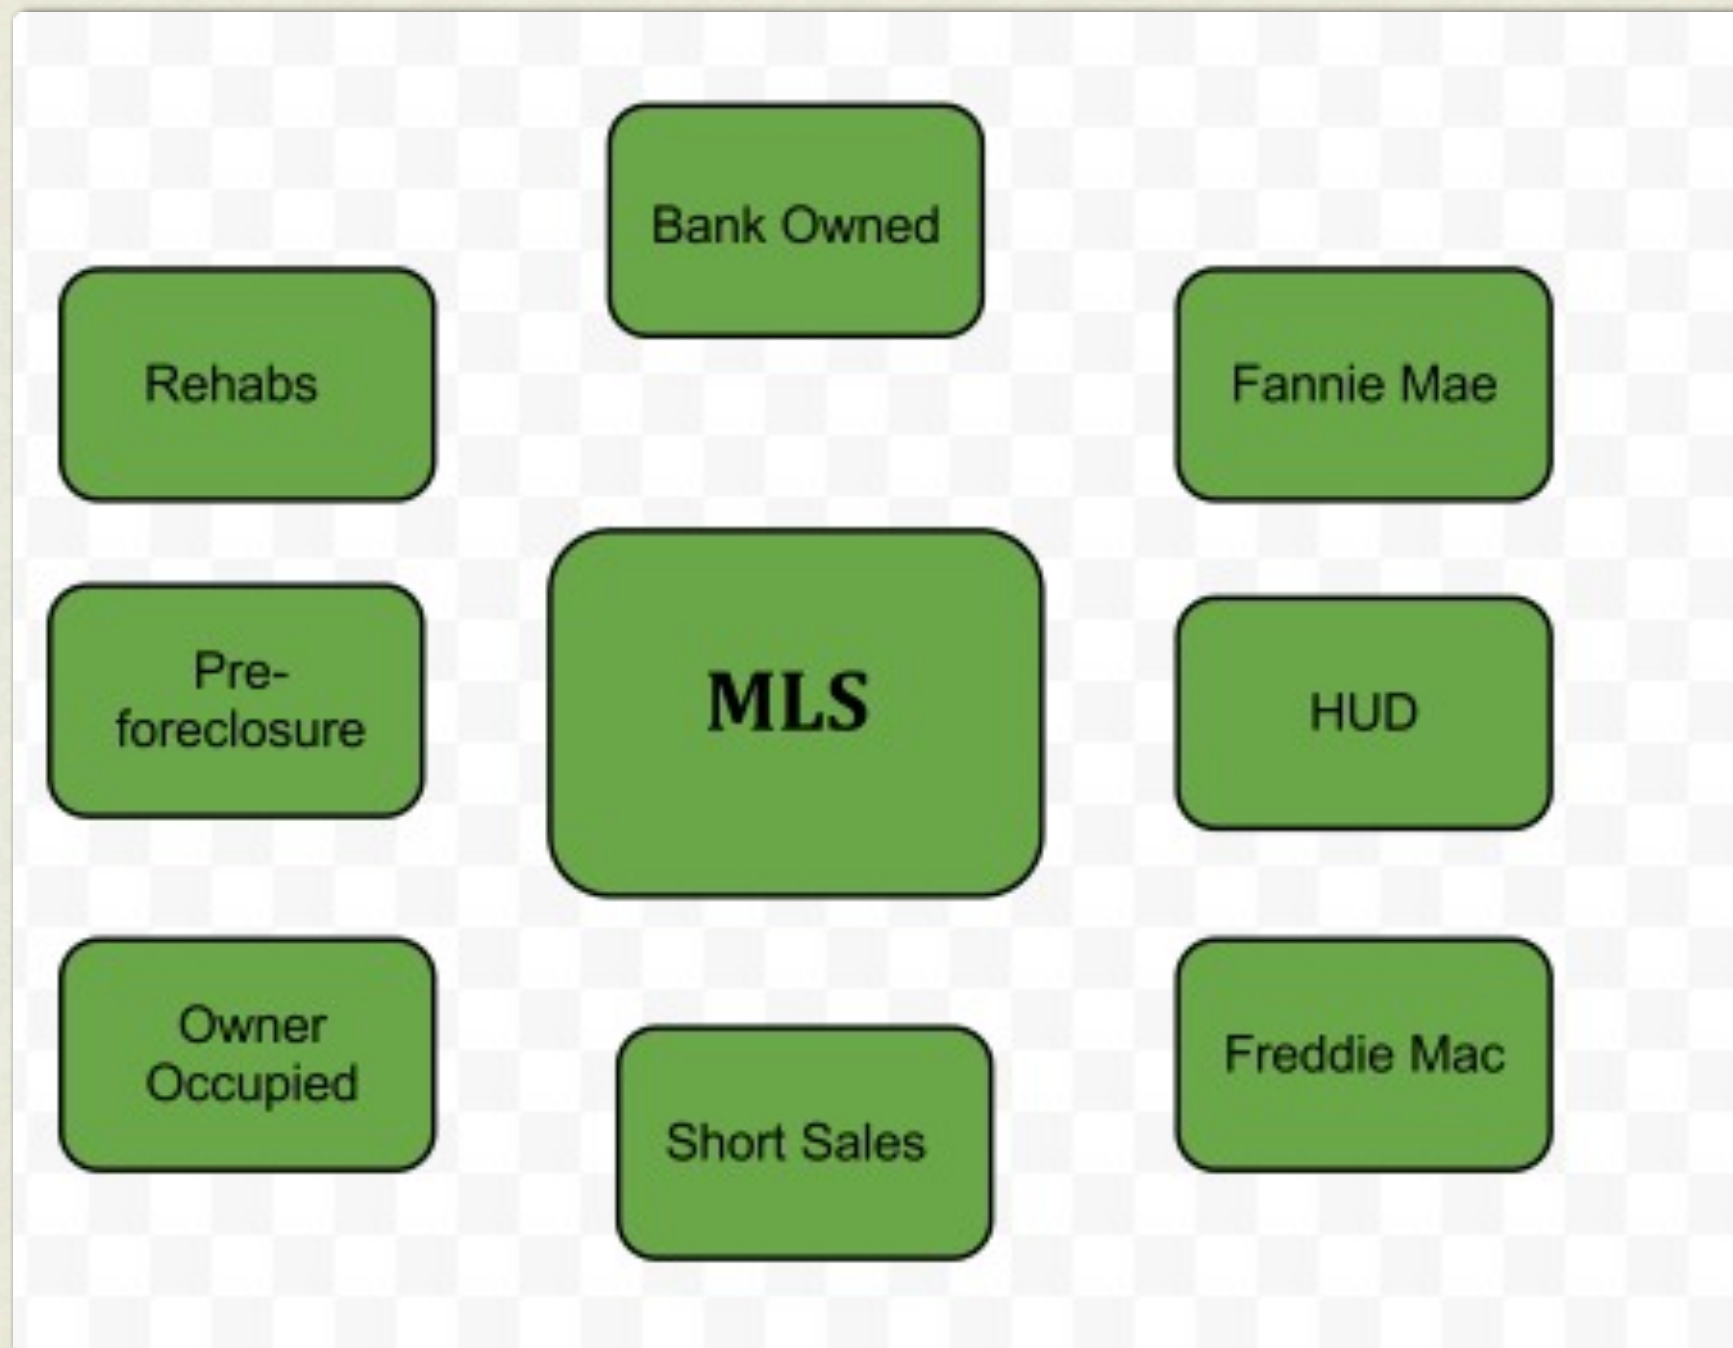 Bank Owned
Rehabs
Fannie Mae
Pre-
foreclosure
MLS
HUD
Owner
Occupied
Freddie Mac
Short Sales